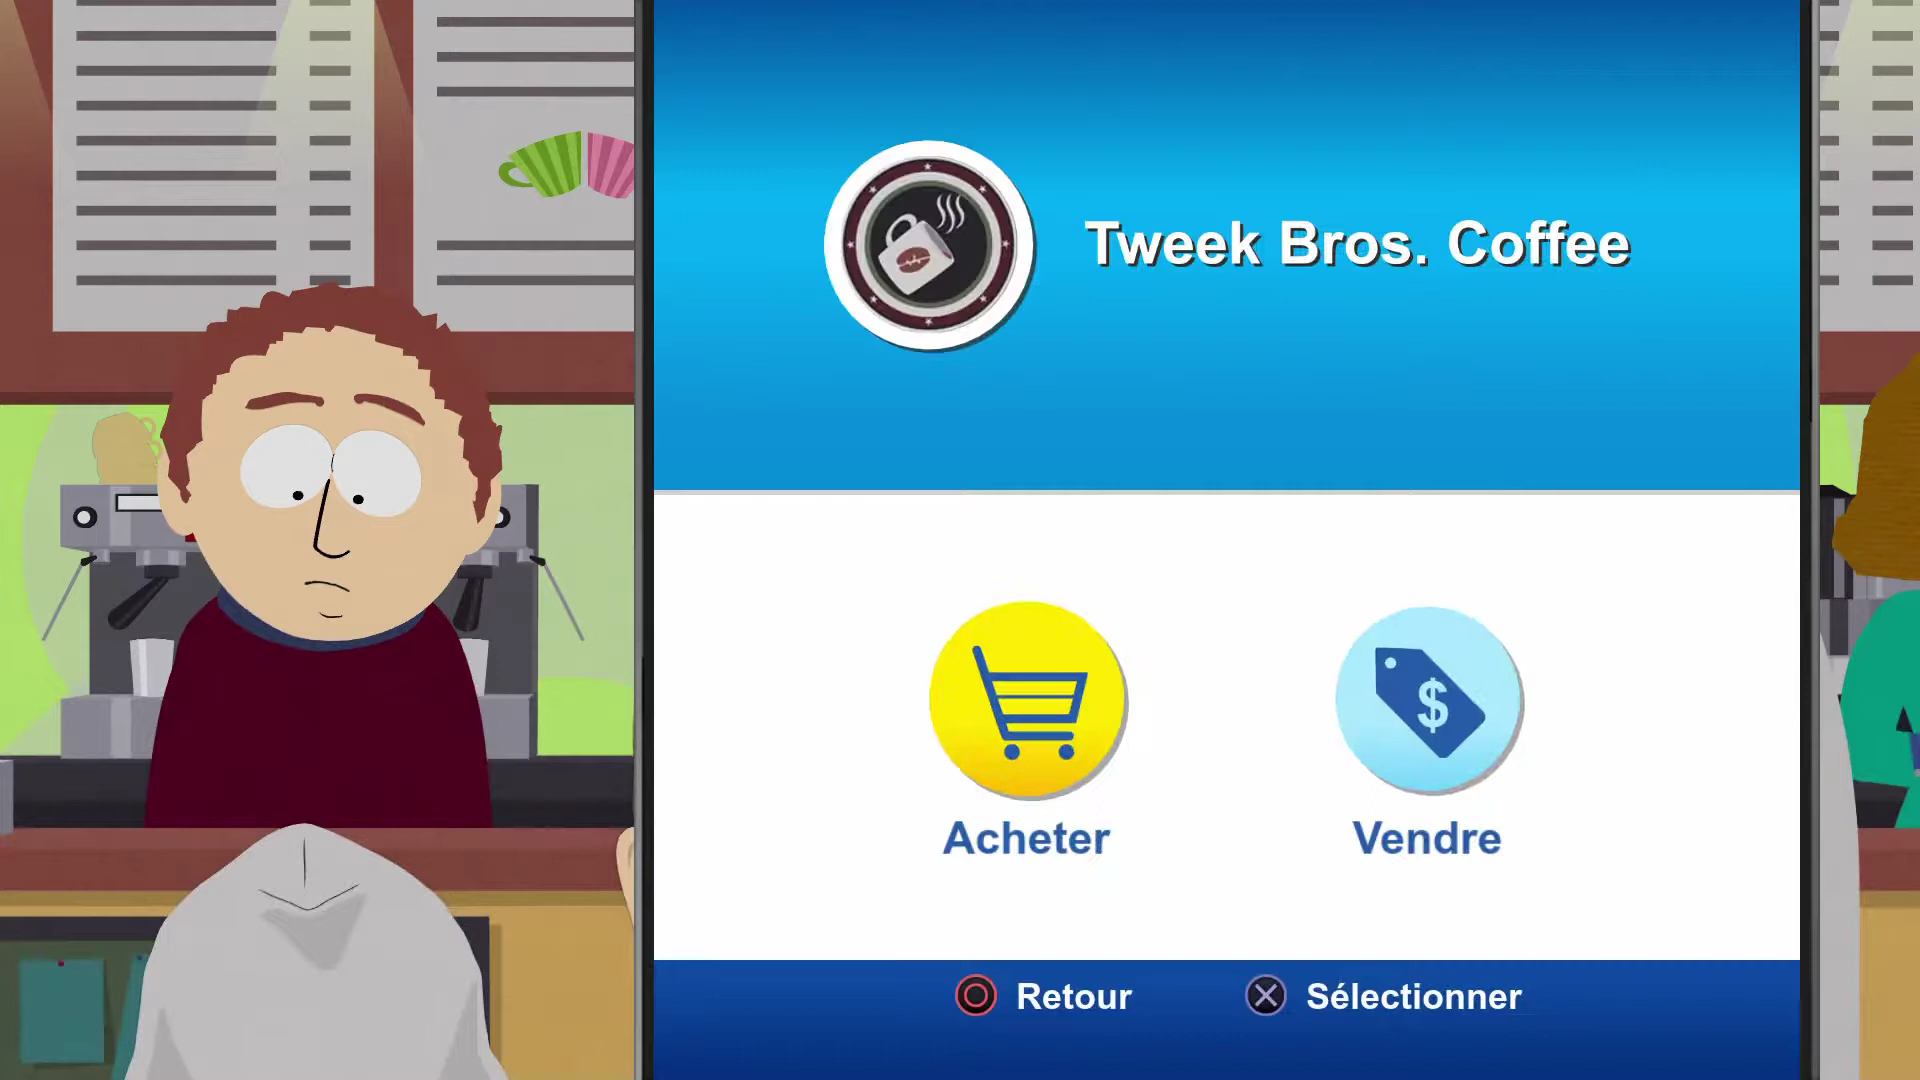 Tweek Bros. Coffee
$
Acheter
Vendre
Retour
Sélectionner